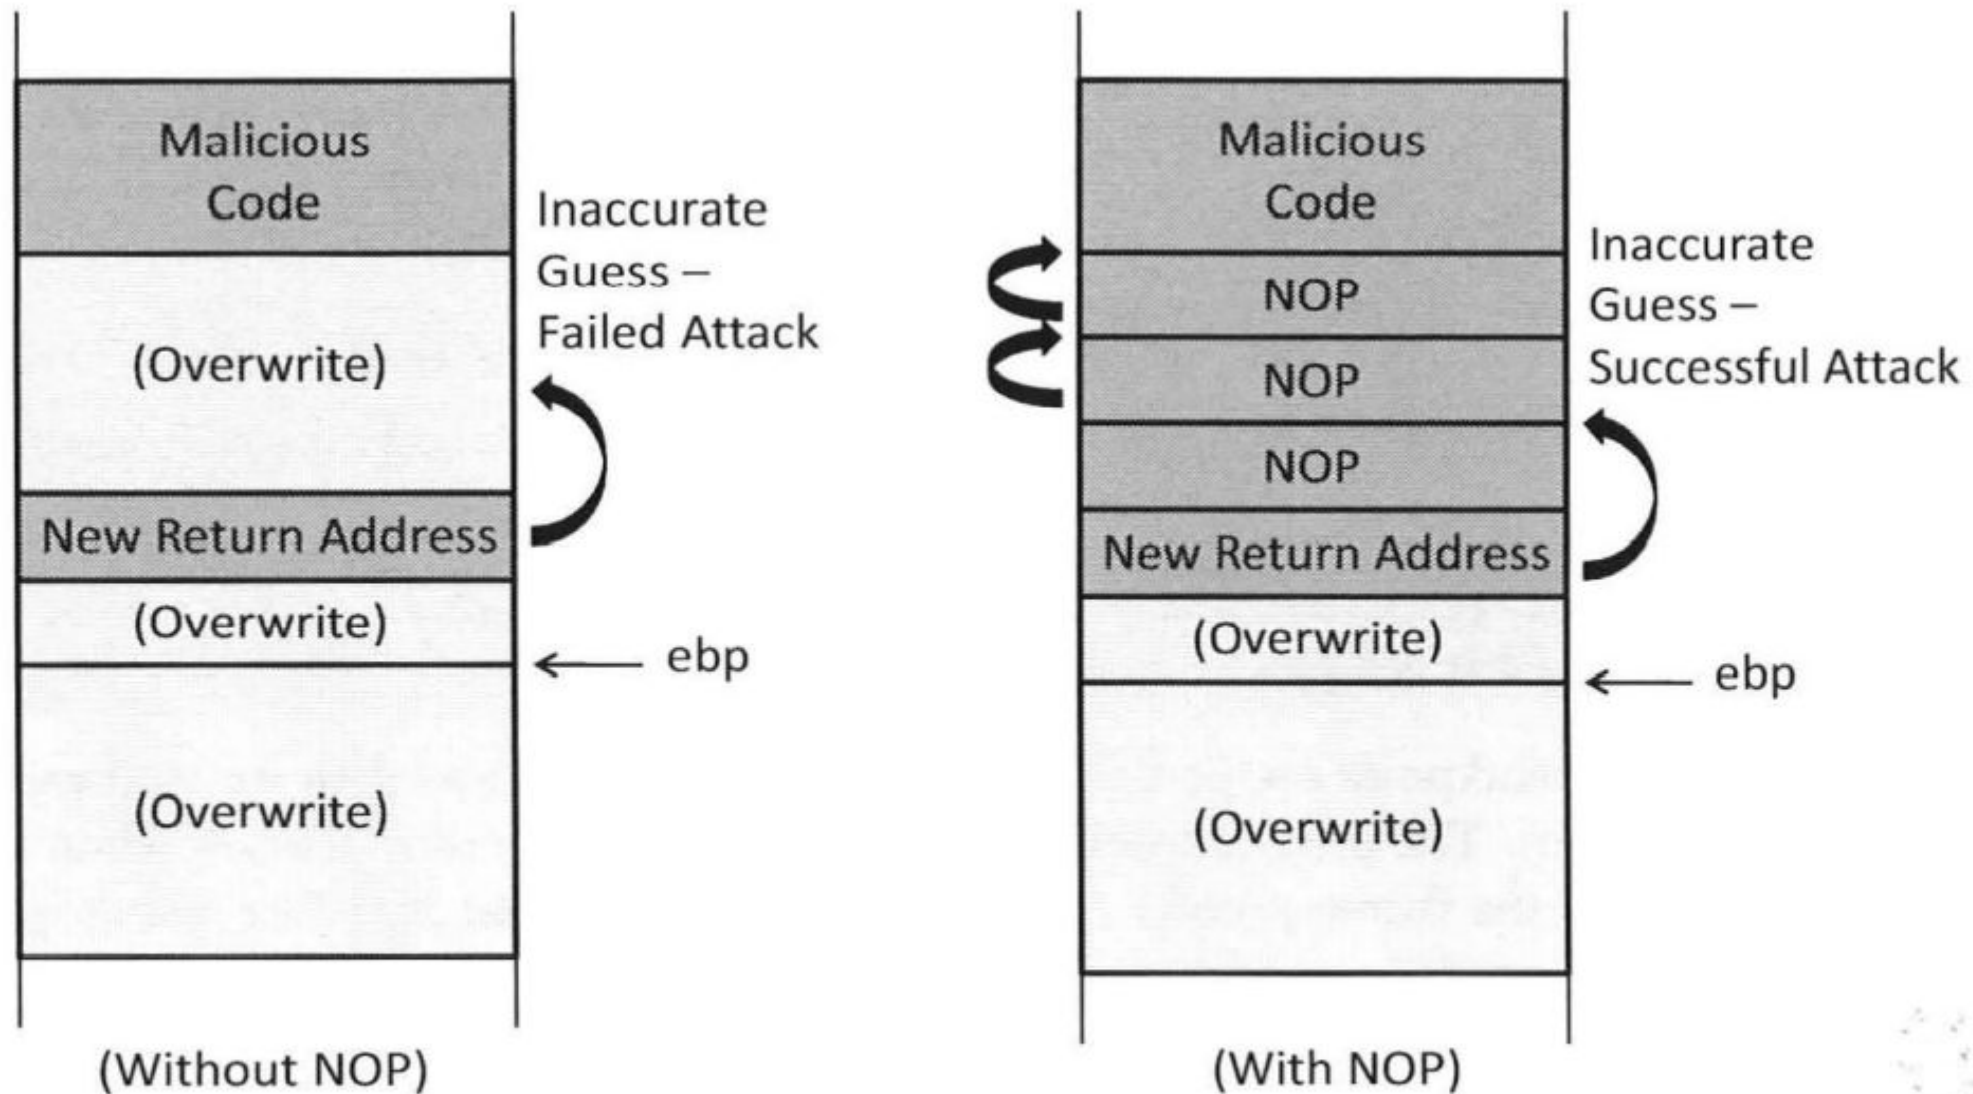 Malicious
Code
Inaccurate
Guess –
Failed Attack
(Overwrite)
New Return Address
(Overwrite)
ebp
(Overwrite)
(Without NOP)
Malicious
Code
Inaccurate
Guess –
Successful Attack
NOP
NOP
NOP
New Return Address
(Overwrite)
ebp
(Overwrite)
(With NOP)